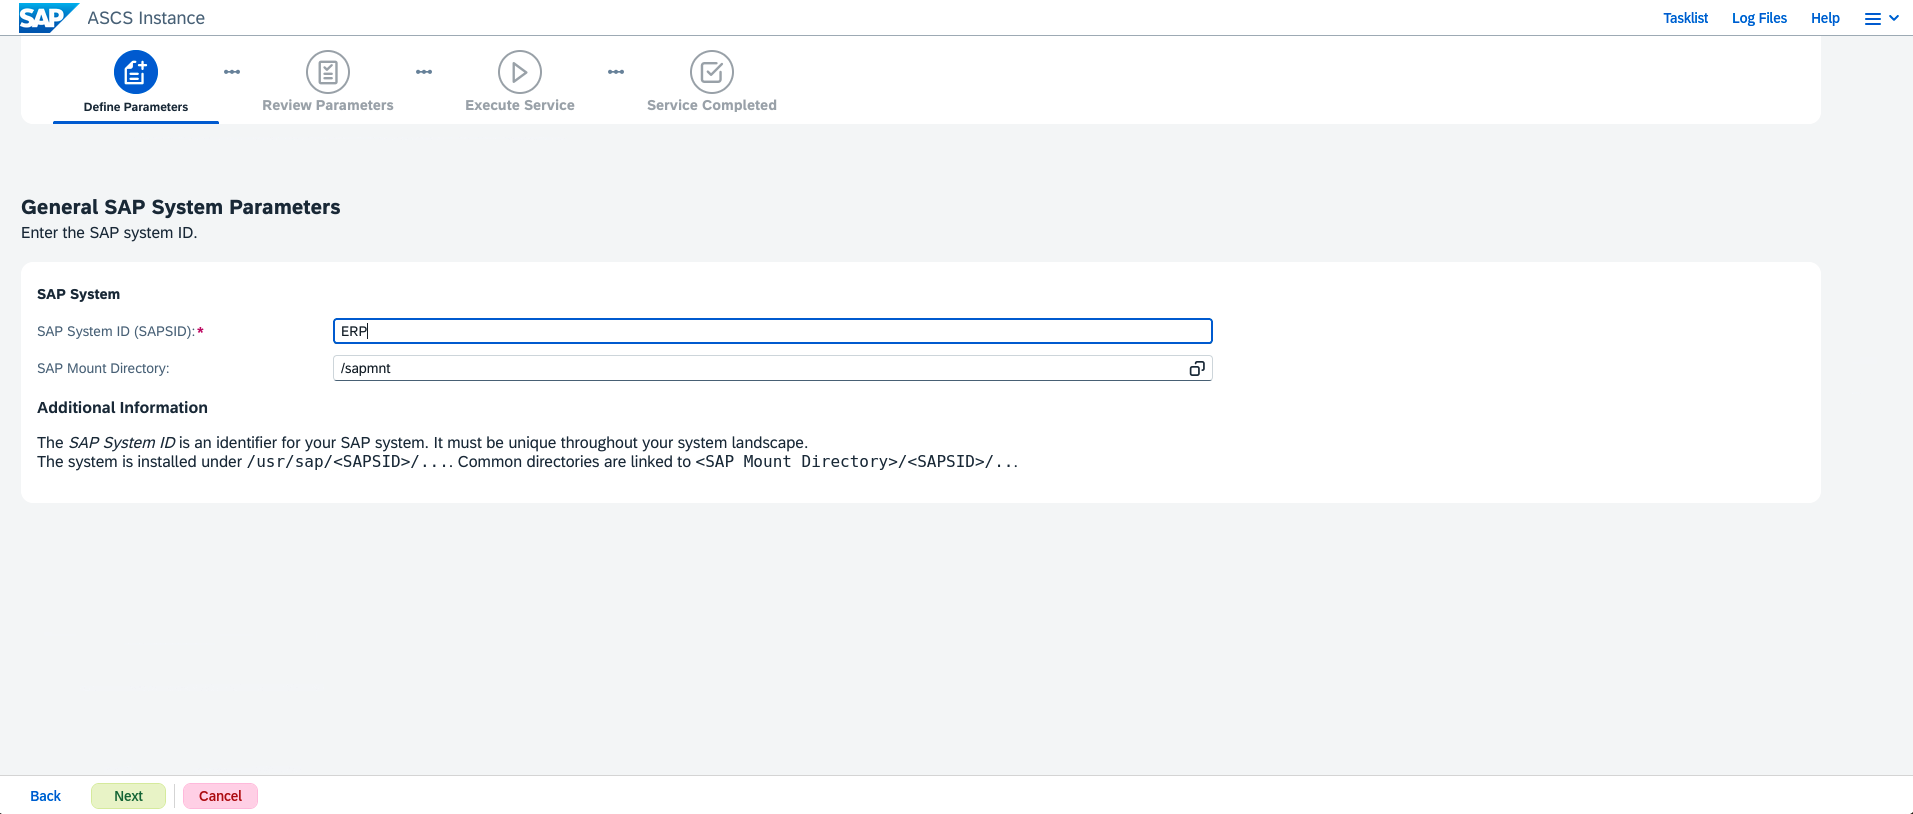 SAP ASCS Instance Tasklist Log Files Help
Define Parameters Review Parameters Execute Service Service Completed
General SAP System Parameters
Enter the SAP system ID.
SAP System
SAP System ID (SAPSID):* ERP
SAP Mount Directory: /sapmnt
Additional Information
The SAP System ID is an identifier for your SAP system. It must be unique throughout your system landscape.
The system is installed under /usr/sap/<SAPSID>/.... Common directories are linked to <SAP Mount Directory>/<SAPSID>/...
Back Next Cancel